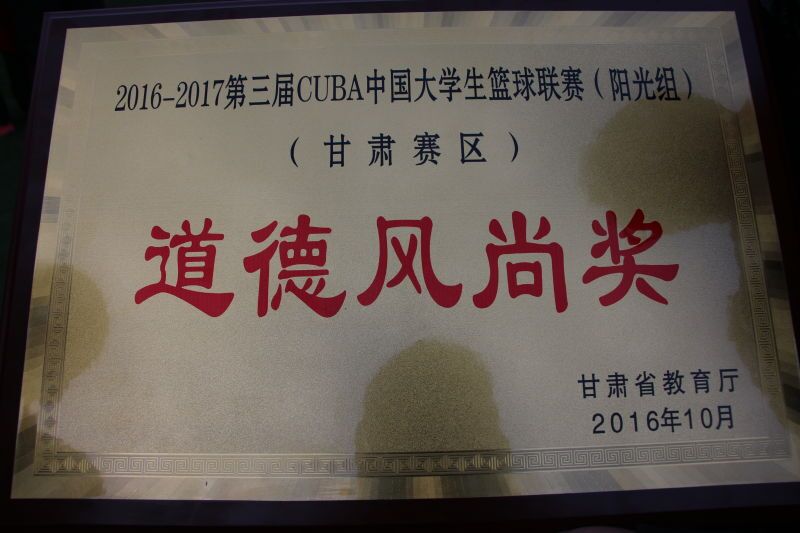 2016-2017第三届CUBA中国大学生篮球联赛（阳光组）
（甘肃赛区）
道德风尚奖
甘肃省教育厅
2016年10月